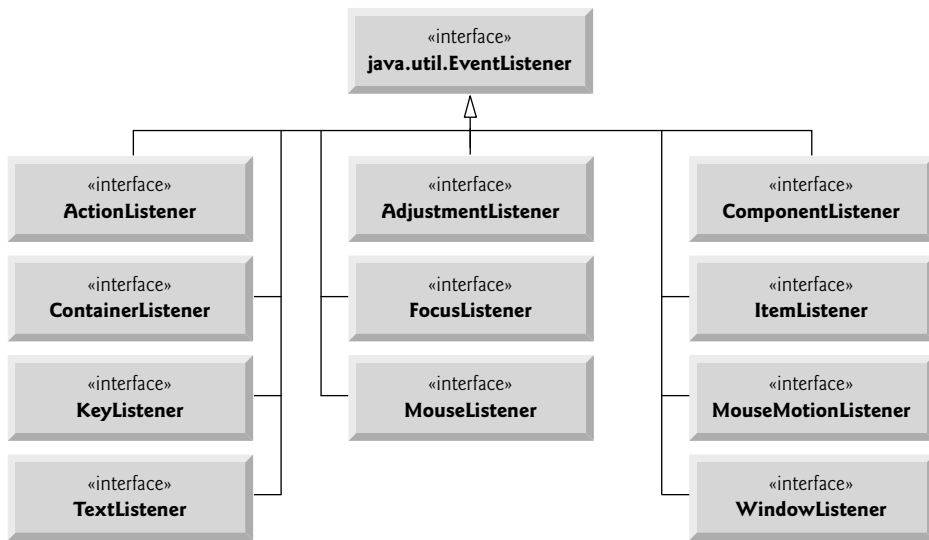 «interface»
java.util.EventListener
«interface»
ActionListener
«interface»
AdjustmentListener
«interface»
ComponentListener
«interface»
ContainerListener
«interface»
FocusListener
«interface»
ItemListener
«interface»
KeyListener
«interface»
MouseListener
«interface»
MouseMotionListener
«interface»
TextListener
«interface»
WindowListener